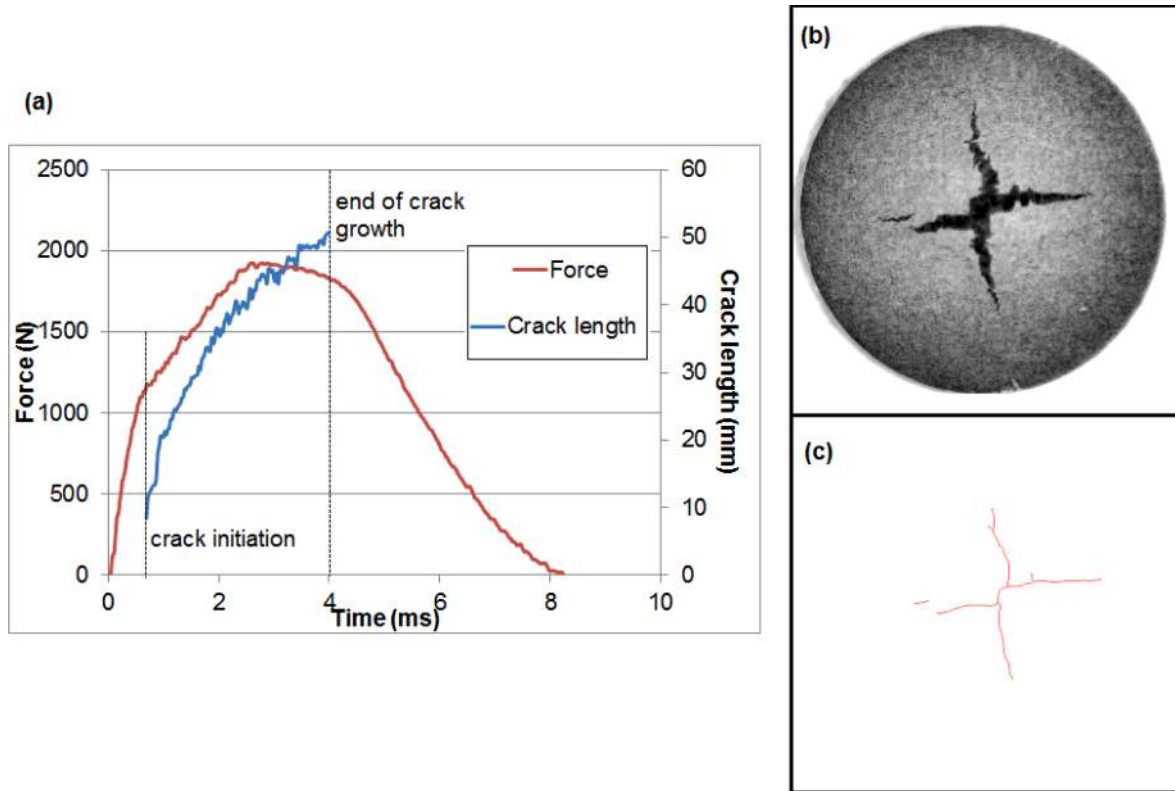 (a)
2500
2000
1500
1000
500
0
Force (N)
0
2
4
6
8
10
Time (ms)
60
50
40
30
20
10
0
Crack length (mm)
end of crack
growth
Force
Crack length
crack initiation
(b)
(c)